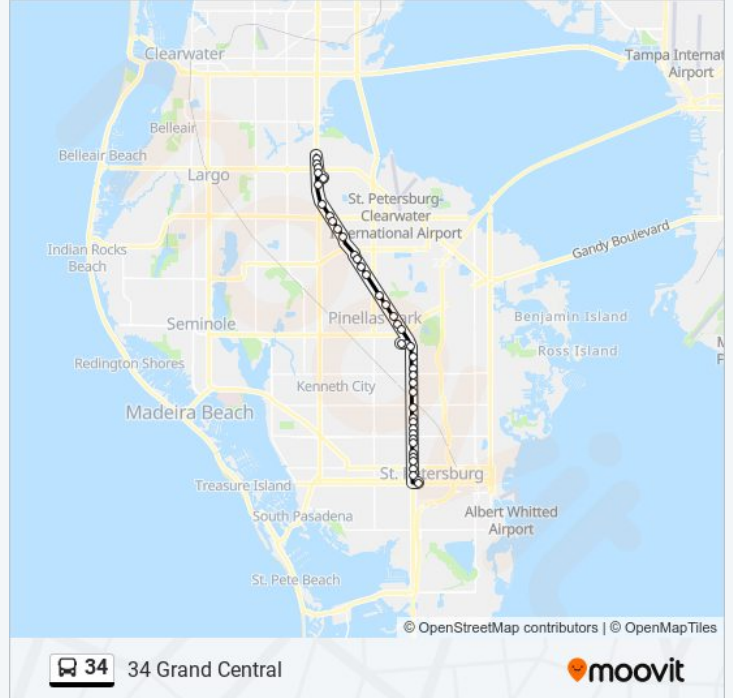 Clearwater
Tampa Internat
Airport
Belleair
Belleair Beach
Largo
St. Petersburg-
Clearwater
International Airport
Indian Rocks
Beach
Gandy Boulevard
Seminole
Pinellas Park
Benjamin Island
Ross Island
M
F
Redington Shores
Kenneth City
Madeira Beach
St. Petersburg
Treasure Island
Albert Whitted
Airport
South Pasadena
St. Pete Beach
© OpenStreetMap contributors | © OpenMapTiles
34 34 Grand Central
moovit